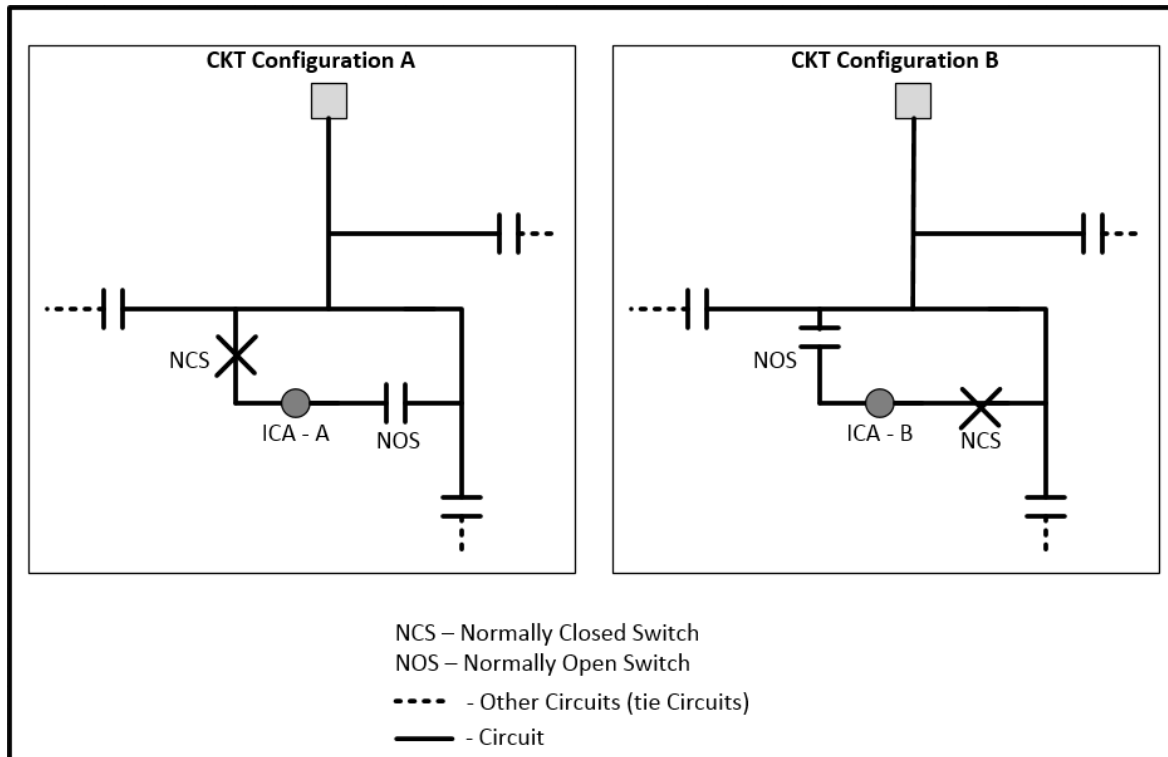 CKT Configuration A
NCS
ICA - A
NOS
CKT Configuration B
NOS
ICA - B
NCS
NCS – Normally Closed Switch
NOS – Normally Open Switch
- Other Circuits (tie Circuits)
- Circuit